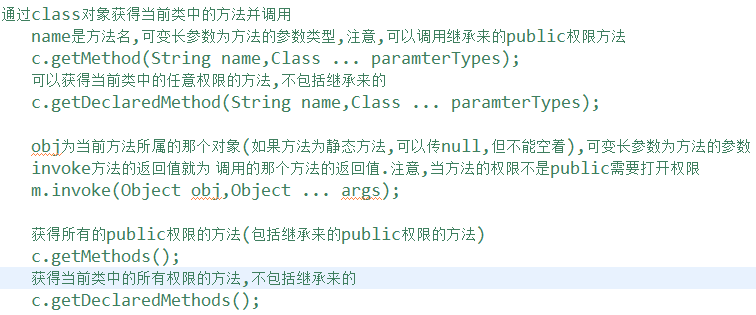 通过class对象获得当前类中的方法并调用
name是方法名,可变长参数为方法的参数类型,注意,可以调用继承来的public权限方法
c.getMethod(String name,Class ... paramterTypes);
可以获得当前类中的任意权限的方法,不包括继承来的
c.getDeclaredMethod(String name,Class ... paramterTypes);
obj为当前方法所属的那个对象(如果方法为静态方法,可以传null,但不能空着),可变长参数为方法的参数
invoke方法的返回值就为 调用的那个方法的返回值.注意,当方法的权限不是public需要打开权限
m.invoke(Object obj,Object ... args);
获得所有的public权限的方法(包括继承来的public权限的方法)
c.getMethods();
获得当前类中的所有权限的方法,不包括继承来的
c.getDeclaredMethods();